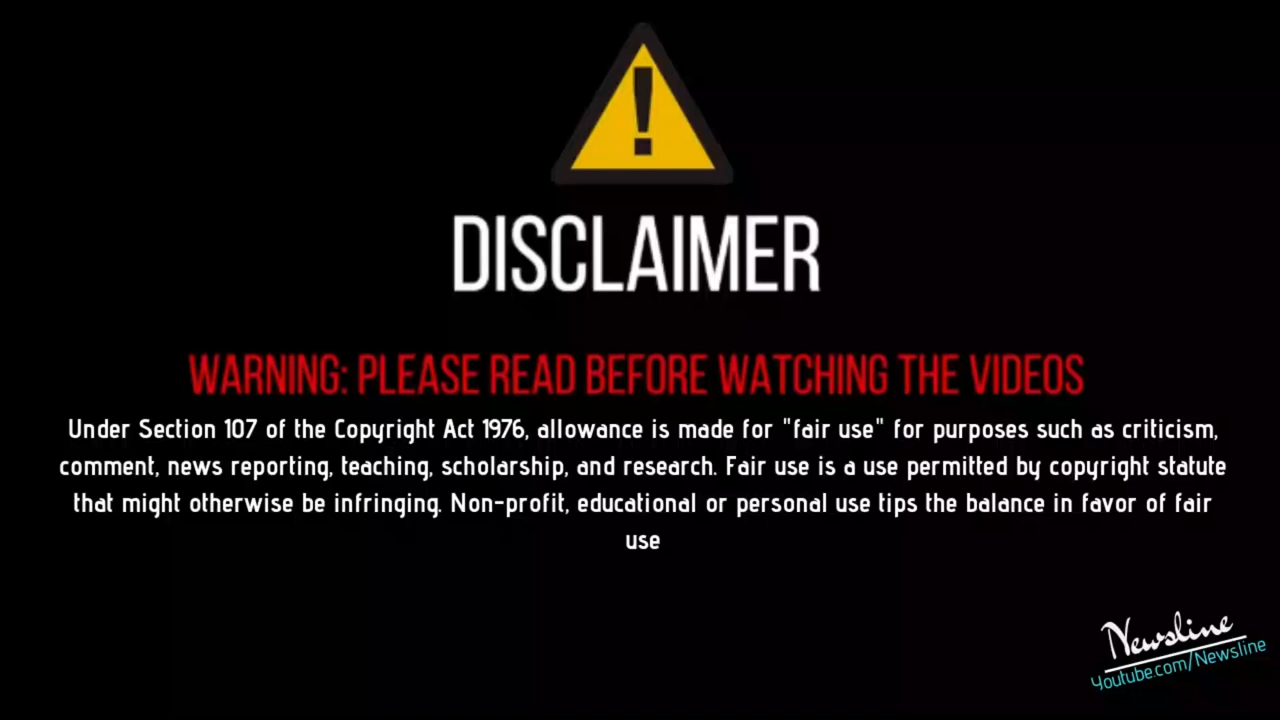 !
DISCLAIMER
WARNING: PLEASE READ BEFORE WATCHING THE VIDEOS
Under Section 107 of the Copyright Act 1976, allowance is made for "fair use" for purposes such as criticism,
comment, news reporting, teaching, scholarship, and research. Fair use is a use permitted by copyright statute
that might otherwise be infringing. Non-profit, educational or personal use tips the balance in favor of fair
use
Newsline
Youtube.com/Newsline